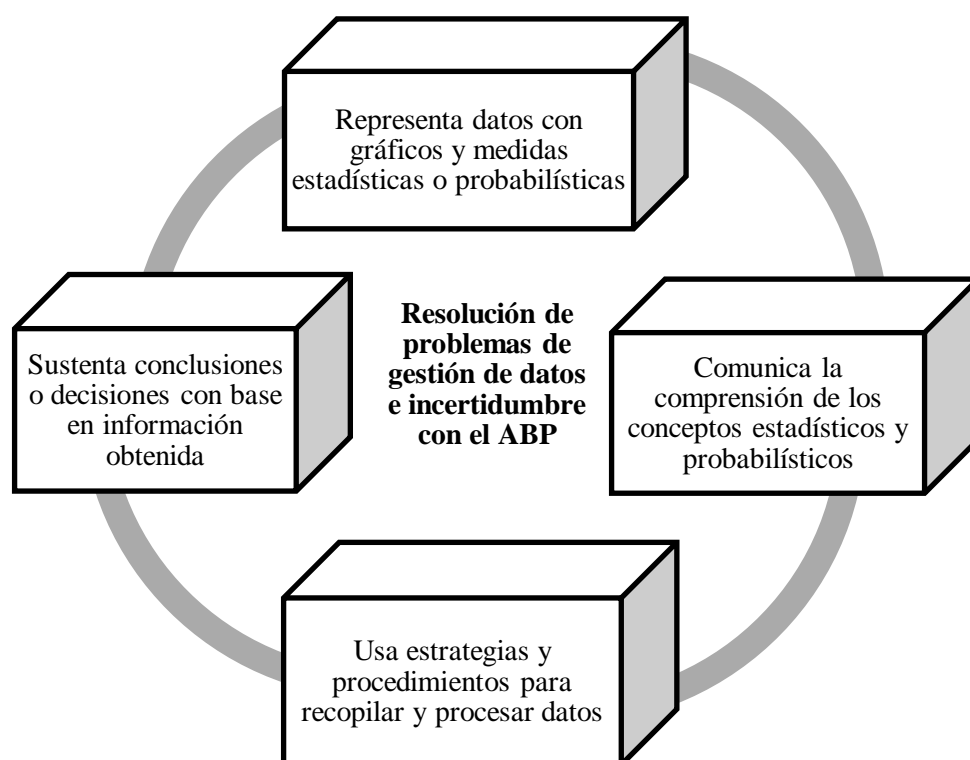 Representa datos con
gráficos y medidas
estadísticas o probabilísticas
Sustenta conclusiones
o decisiones con base
en información
obtenida
Resolución de
problemas de
gestión de datos
e incertidumbre
con el ABP
Comunica la
comprensión de los
conceptos estadísticos y
probabilísticos
Usa estrategias y
procedimientos para
recopilar y procesar datos